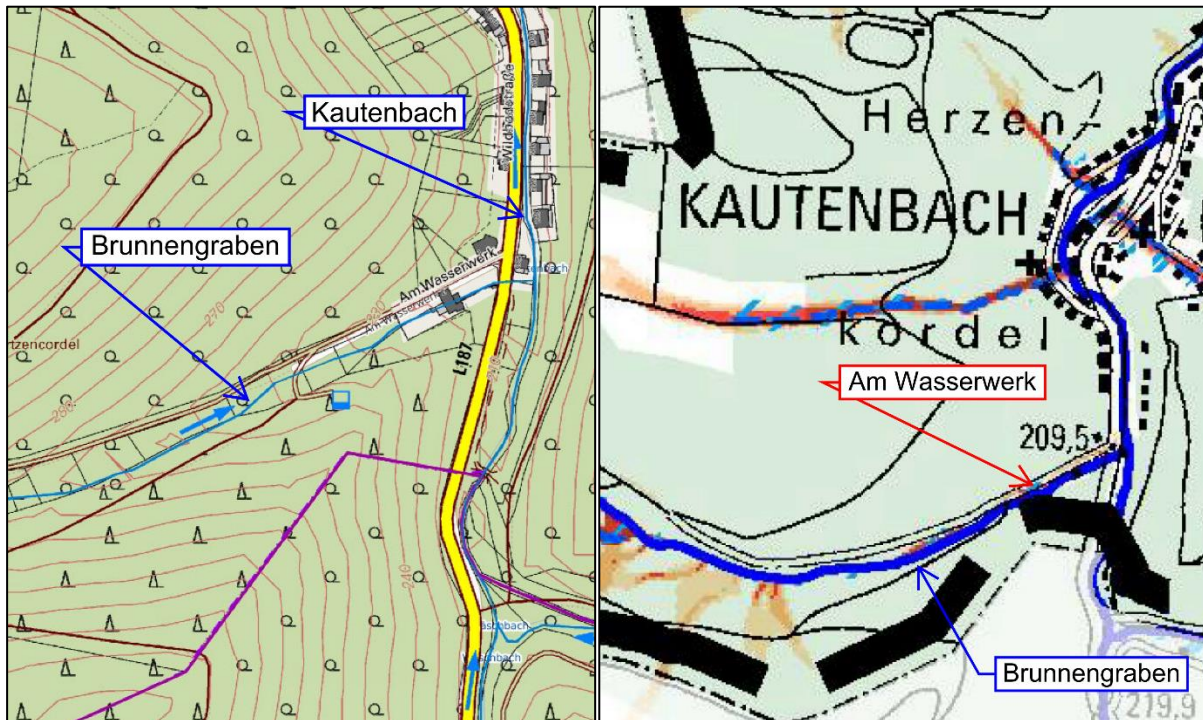 Wildbadstraße
Kautenbach
Brunnengraben
Am Wasserwerk
Am Wasserwerk
270
280
L187
240
Herzen-
KAUTENBACH
kordel
Am Wasserwerk
209,5
Brunnengraben
219,9